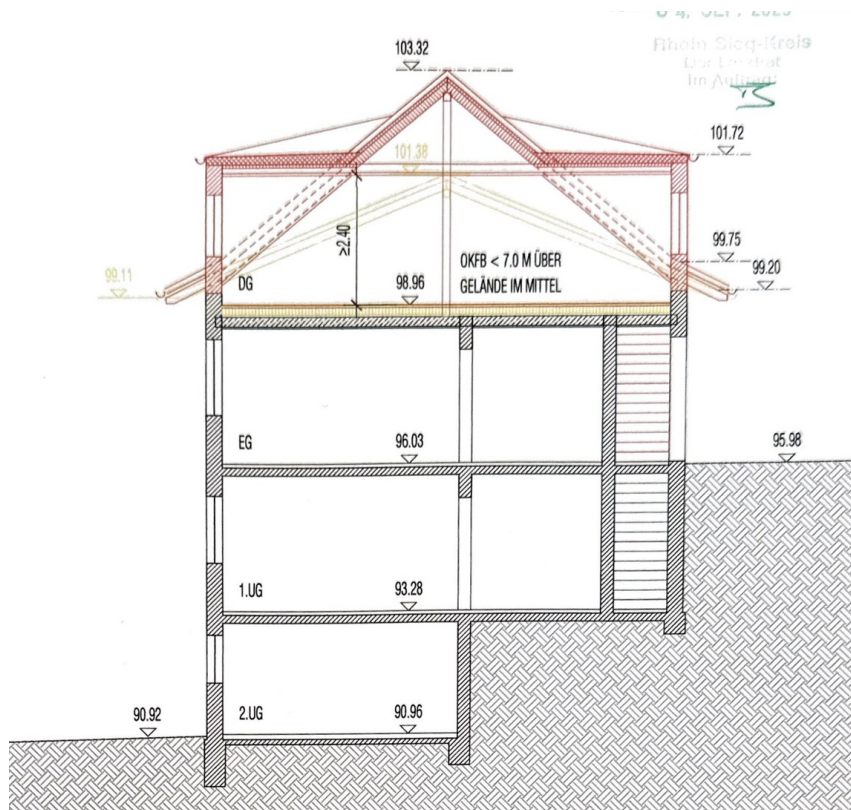 Rhein-Sieg-Kreis
Der Landrat
Im Auftrag:
103.32
101.72
101.38
≥2.40
99.75
OKFB < 7.0 M ÜBER
GELÄNDE IM MITTEL
99.11
DG
98.96
99.20
EG
96.03
95.98
1.UG
93.28
90.92
2.UG
90.96